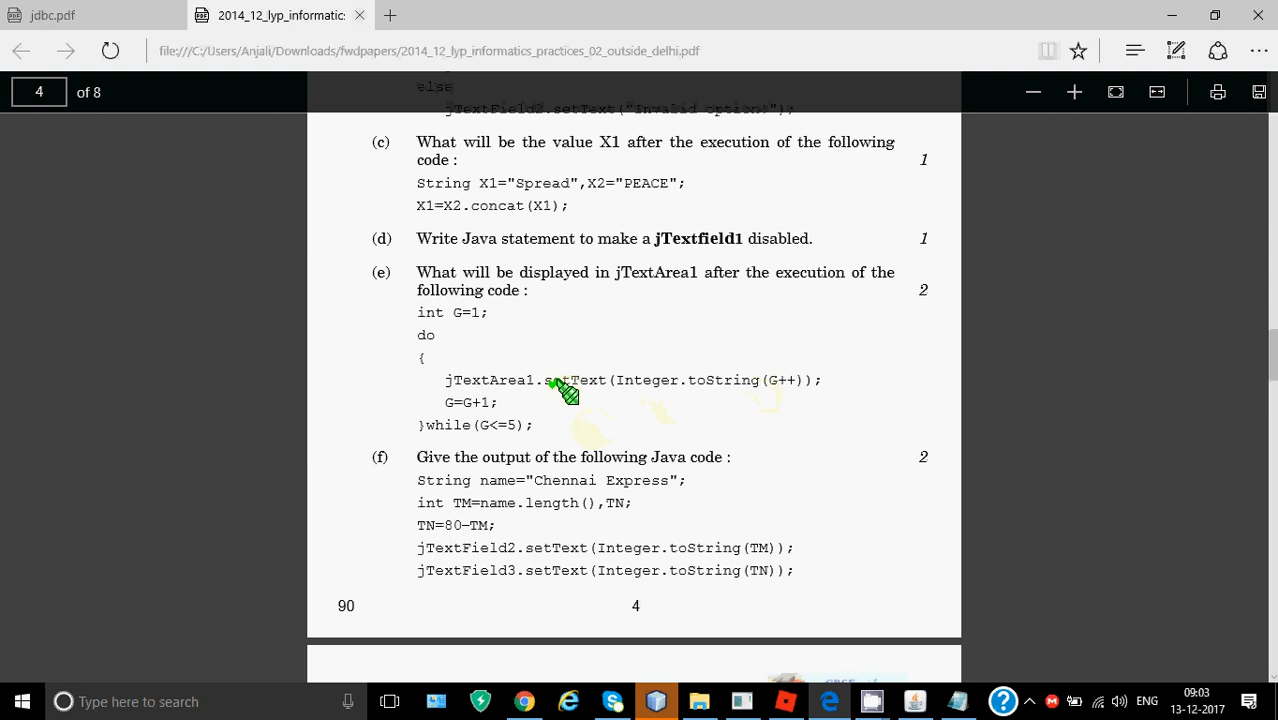 jdbc.pdf
2014_12_lyp_informatic:
file:///C:/Users/Anjali/Downloads/fwdpapers/2014_12_lyp_informatics_practices_02_outside_delhi.pdf
4 of 8
else
jTextField2.setText("Invalid option!");
(c) What will be the value X1 after the execution of the following
code : 1
String X1="Spread",X2="PEACE";
X1=X2.concat(X1);
(d) Write Java statement to make a jTextfield1 disabled. 1
(e) What will be displayed in jTextArea1 after the execution of the
following code : 2
int G=1;
do
{
jTextArea1.setText(Integer.toString(G++));
G=G+1;
}while(G<=5);
(f) Give the output of the following Java code : 2
String name="Chennai Express";
int TM=name.length(),TN;
TN=80-TM;
jTextField2.setText(Integer.toString(TM));
jTextField3.setText(Integer.toString(TN));
90 4
Type here to search
ENG
09:03
13-12-2017